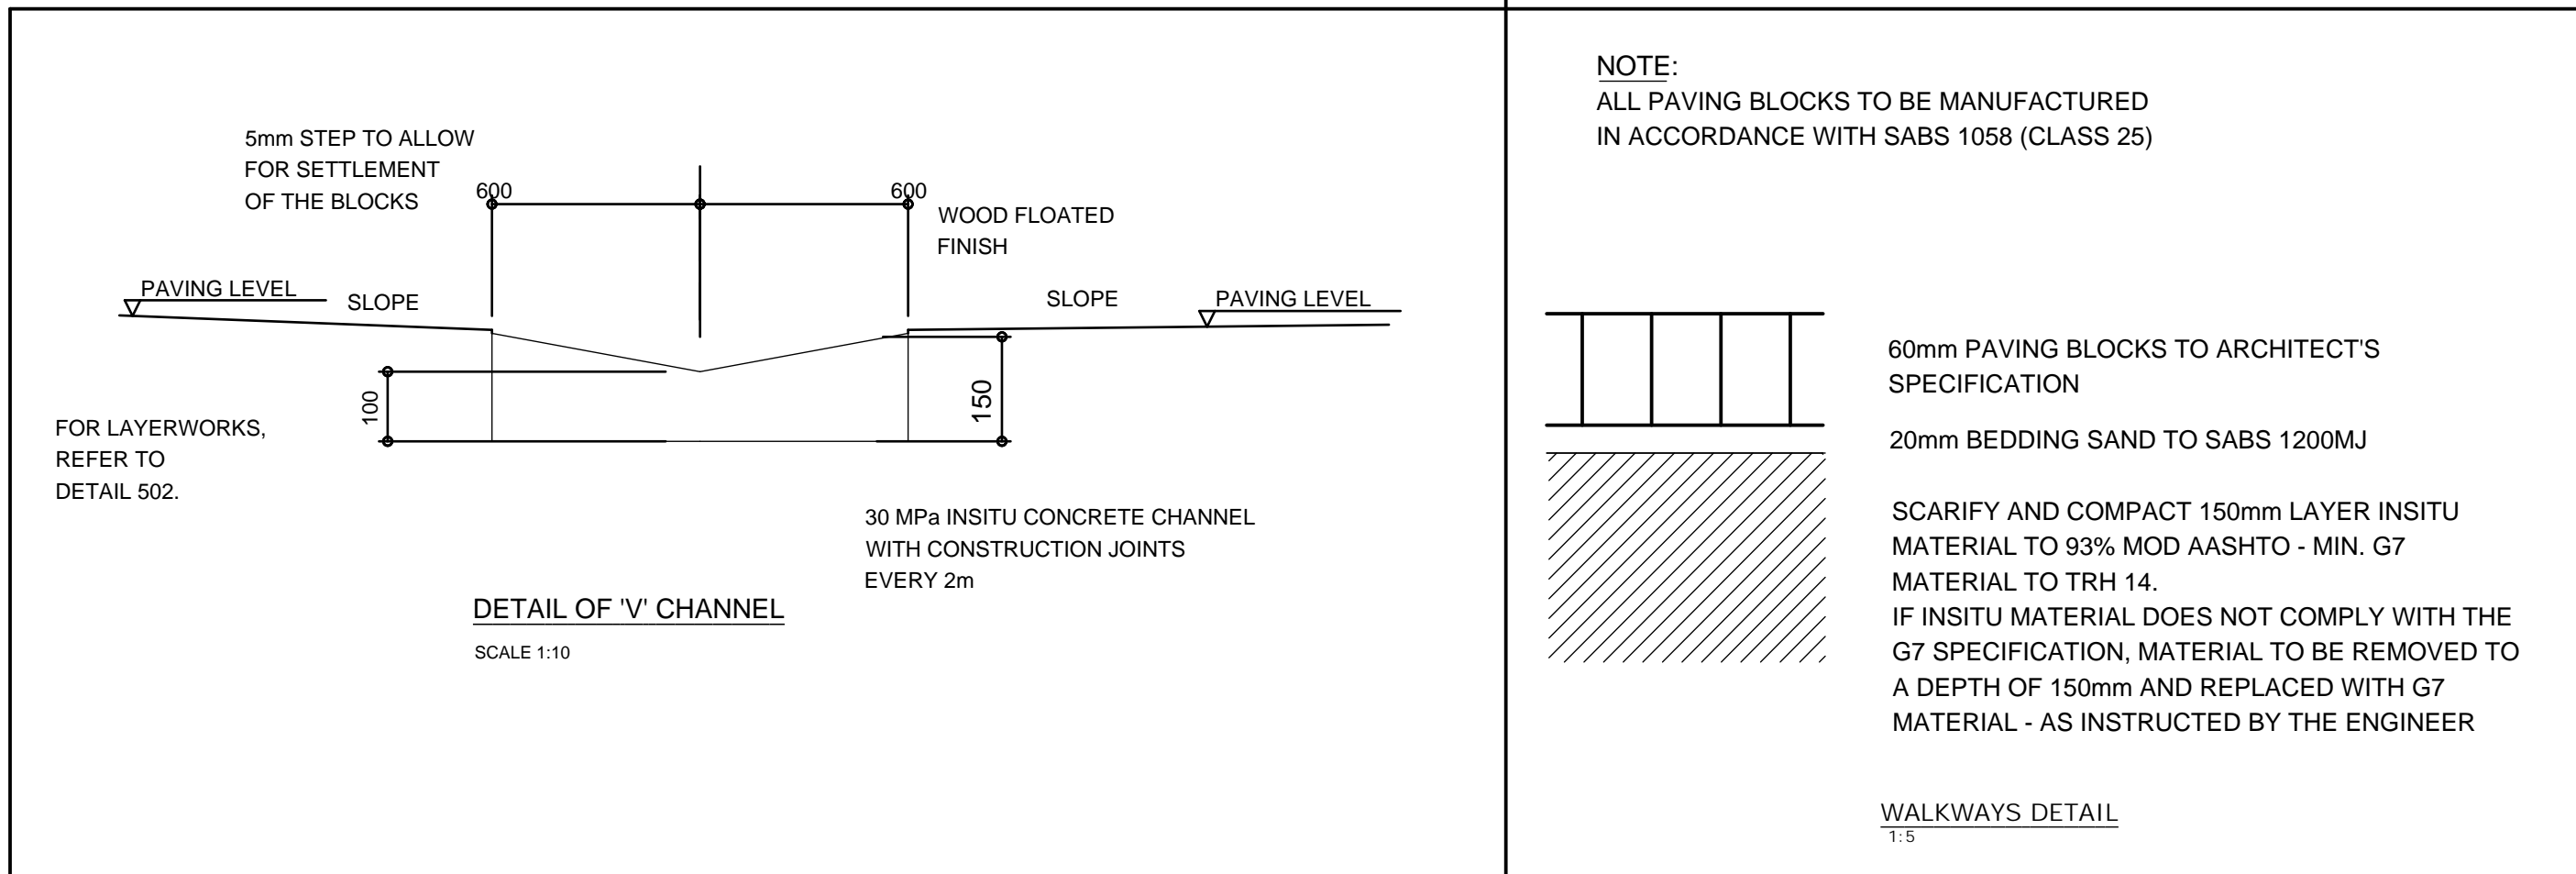 5mm STEP TO ALLOW
FOR SETTLEMENT
OF THE BLOCKS
600
600
WOOD FLOATED
FINISH
PAVING LEVEL
SLOPE
SLOPE
PAVING LEVEL
100
150
FOR LAYERWORKS,
REFER TO
DETAIL 502.
30 MPa INSITU CONCRETE CHANNEL
WITH CONSTRUCTION JOINTS
EVERY 2m
DETAIL OF 'V' CHANNEL
SCALE 1:10
NOTE:
ALL PAVING BLOCKS TO BE MANUFACTURED
IN ACCORDANCE WITH SABS 1058 (CLASS 25)
60mm PAVING BLOCKS TO ARCHITECT'S
SPECIFICATION
20mm BEDDING SAND TO SABS 1200MJ
SCARIFY AND COMPACT 150mm LAYER INSITU
MATERIAL TO 93% MOD AASHTO - MIN. G7
MATERIAL TO TRH 14.
IF INSITU MATERIAL DOES NOT COMPLY WITH THE
G7 SPECIFICATION, MATERIAL TO BE REMOVED TO
A DEPTH OF 150mm AND REPLACED WITH G7
MATERIAL - AS INSTRUCTED BY THE ENGINEER
WALKWAYS DETAIL
1:5